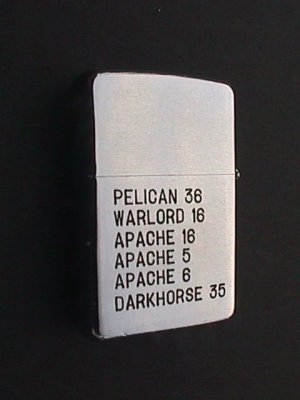 PELICAN 36
WARLORD 16
APACHE 16
APACHE 5
APACHE 6
DARKHORSE 35